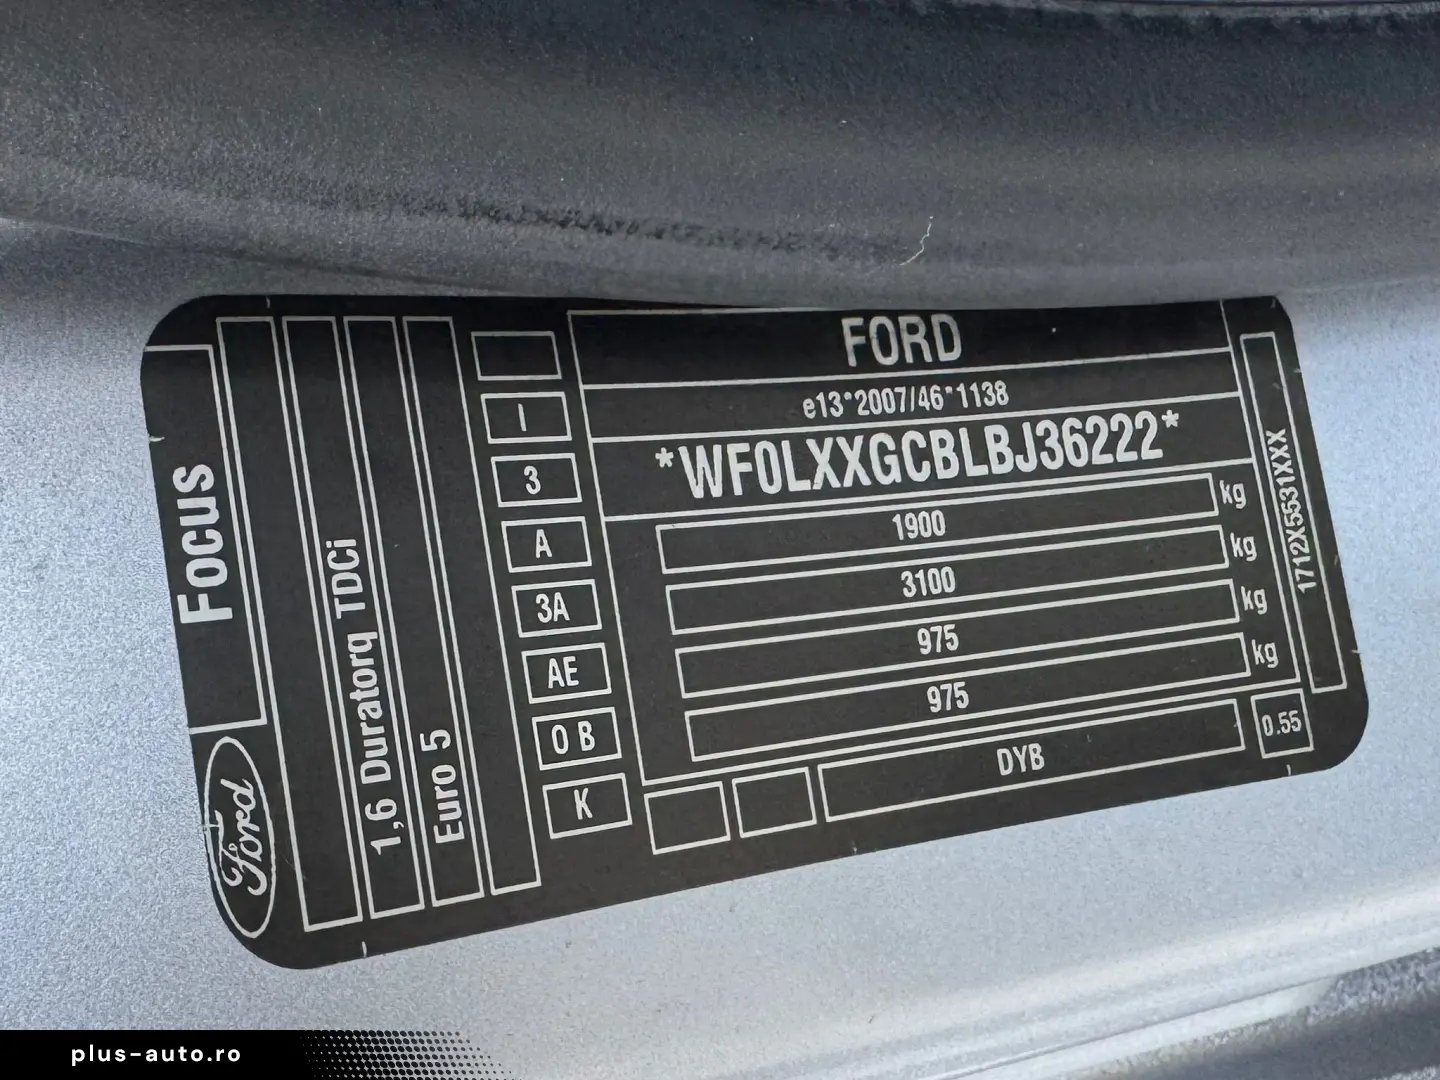 Focus
Ford
1,6 Duratorq TDCi
Euro 5
I
3
A
3A
AE
0 B
K
FORD
e13*2007/46*1138
*WF0LXXGCBLBJ36222*
1900 kg
3100 kg
975 kg
975 kg
DYB
0.55
1712X5531XXX
plus-auto.ro